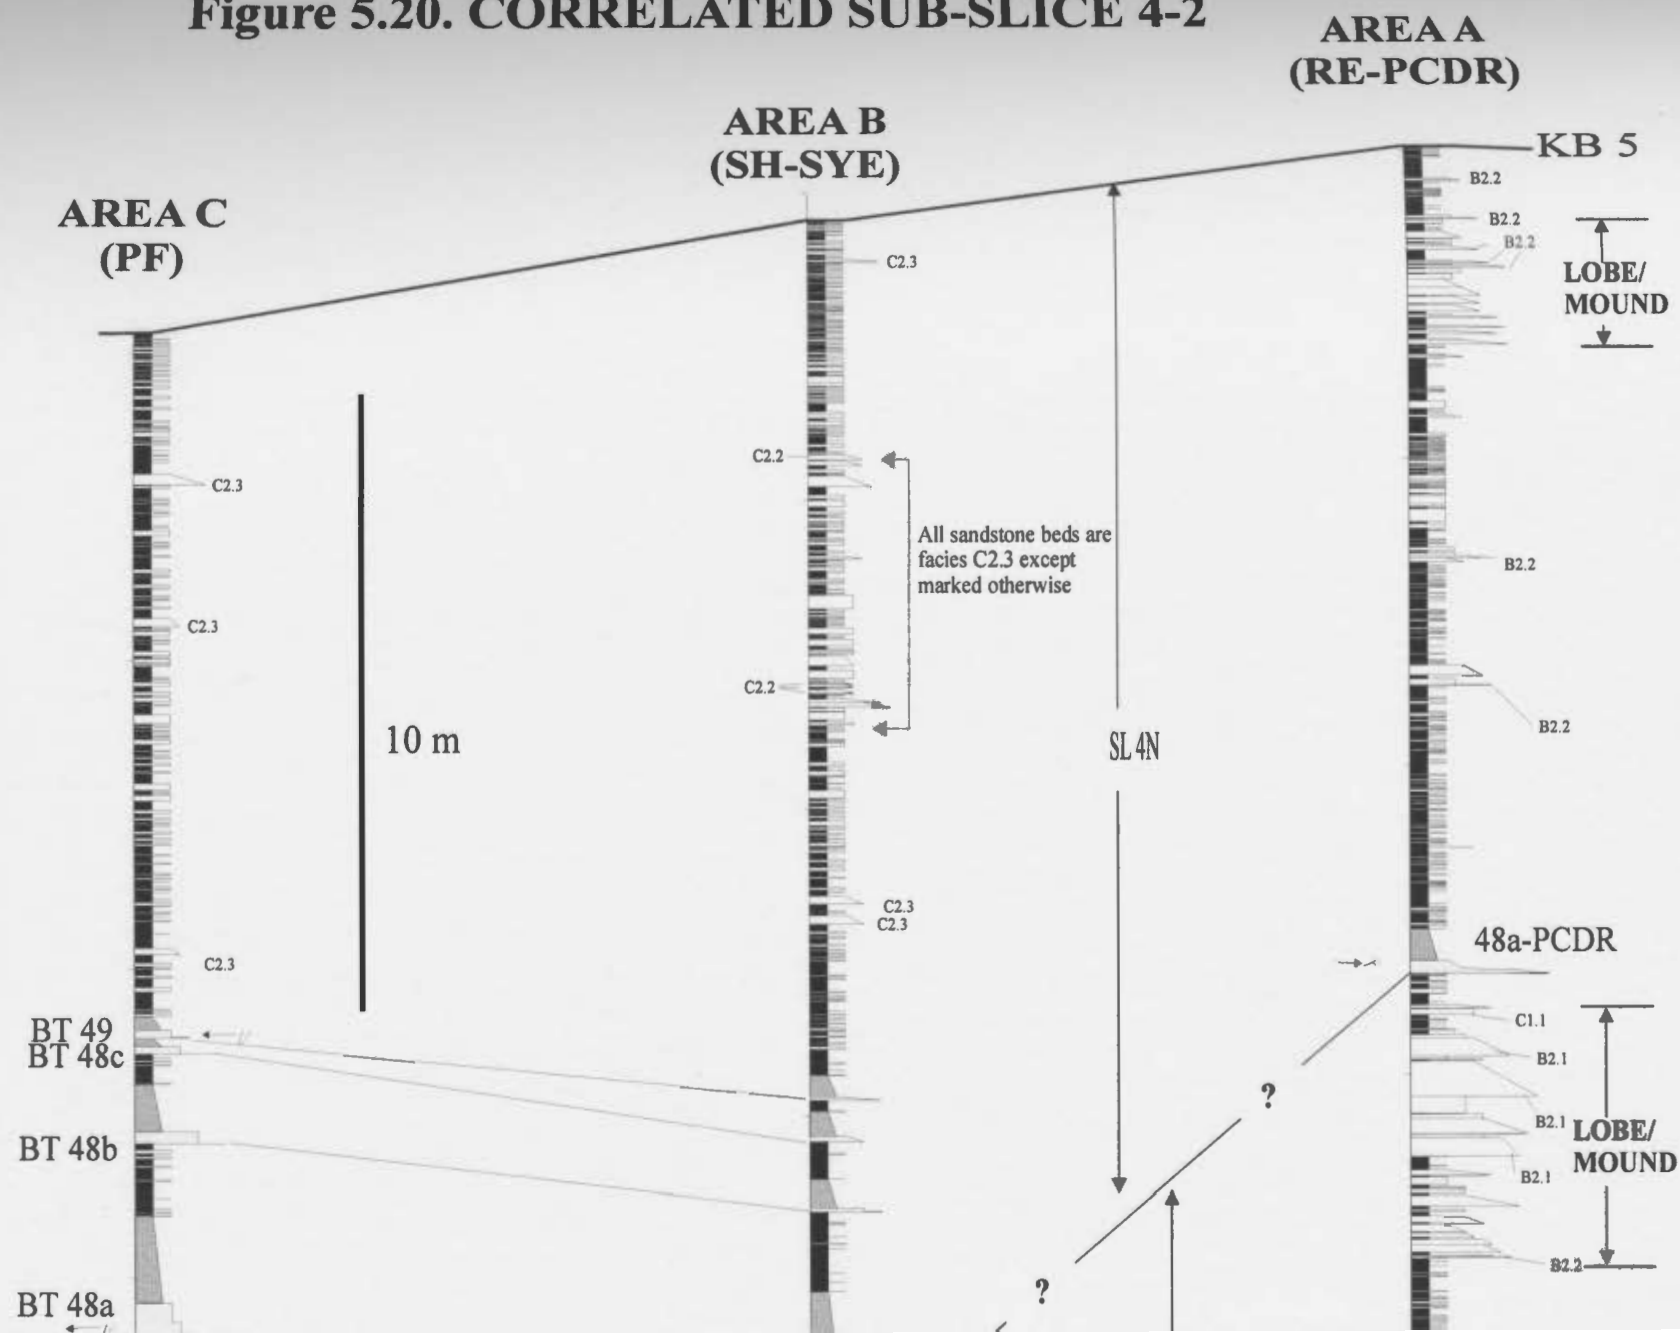 Figure 5.20. CORRELATED SUB-SLICE 4-2
AREA A
(RE-PCDR)
AREA B
(SH-SYE)
AREA C
(PF)
KB 5
B2.2
B2.2
B2.2
LOBE/
MOUND
C2.3
C2.2
C2.3
All sandstone beds are
facies C2.3 except
marked otherwise
B2.2
C2.3
C2.2
B2.2
10 m
SL 4N
C2.3
C2.3
C2.3
48a-PCDR
BT 49
BT 48c
C1.1
B2.1
?
B2.1
LOBE/
MOUND
B2.1
BT 48b
B2.2
?
BT 48a